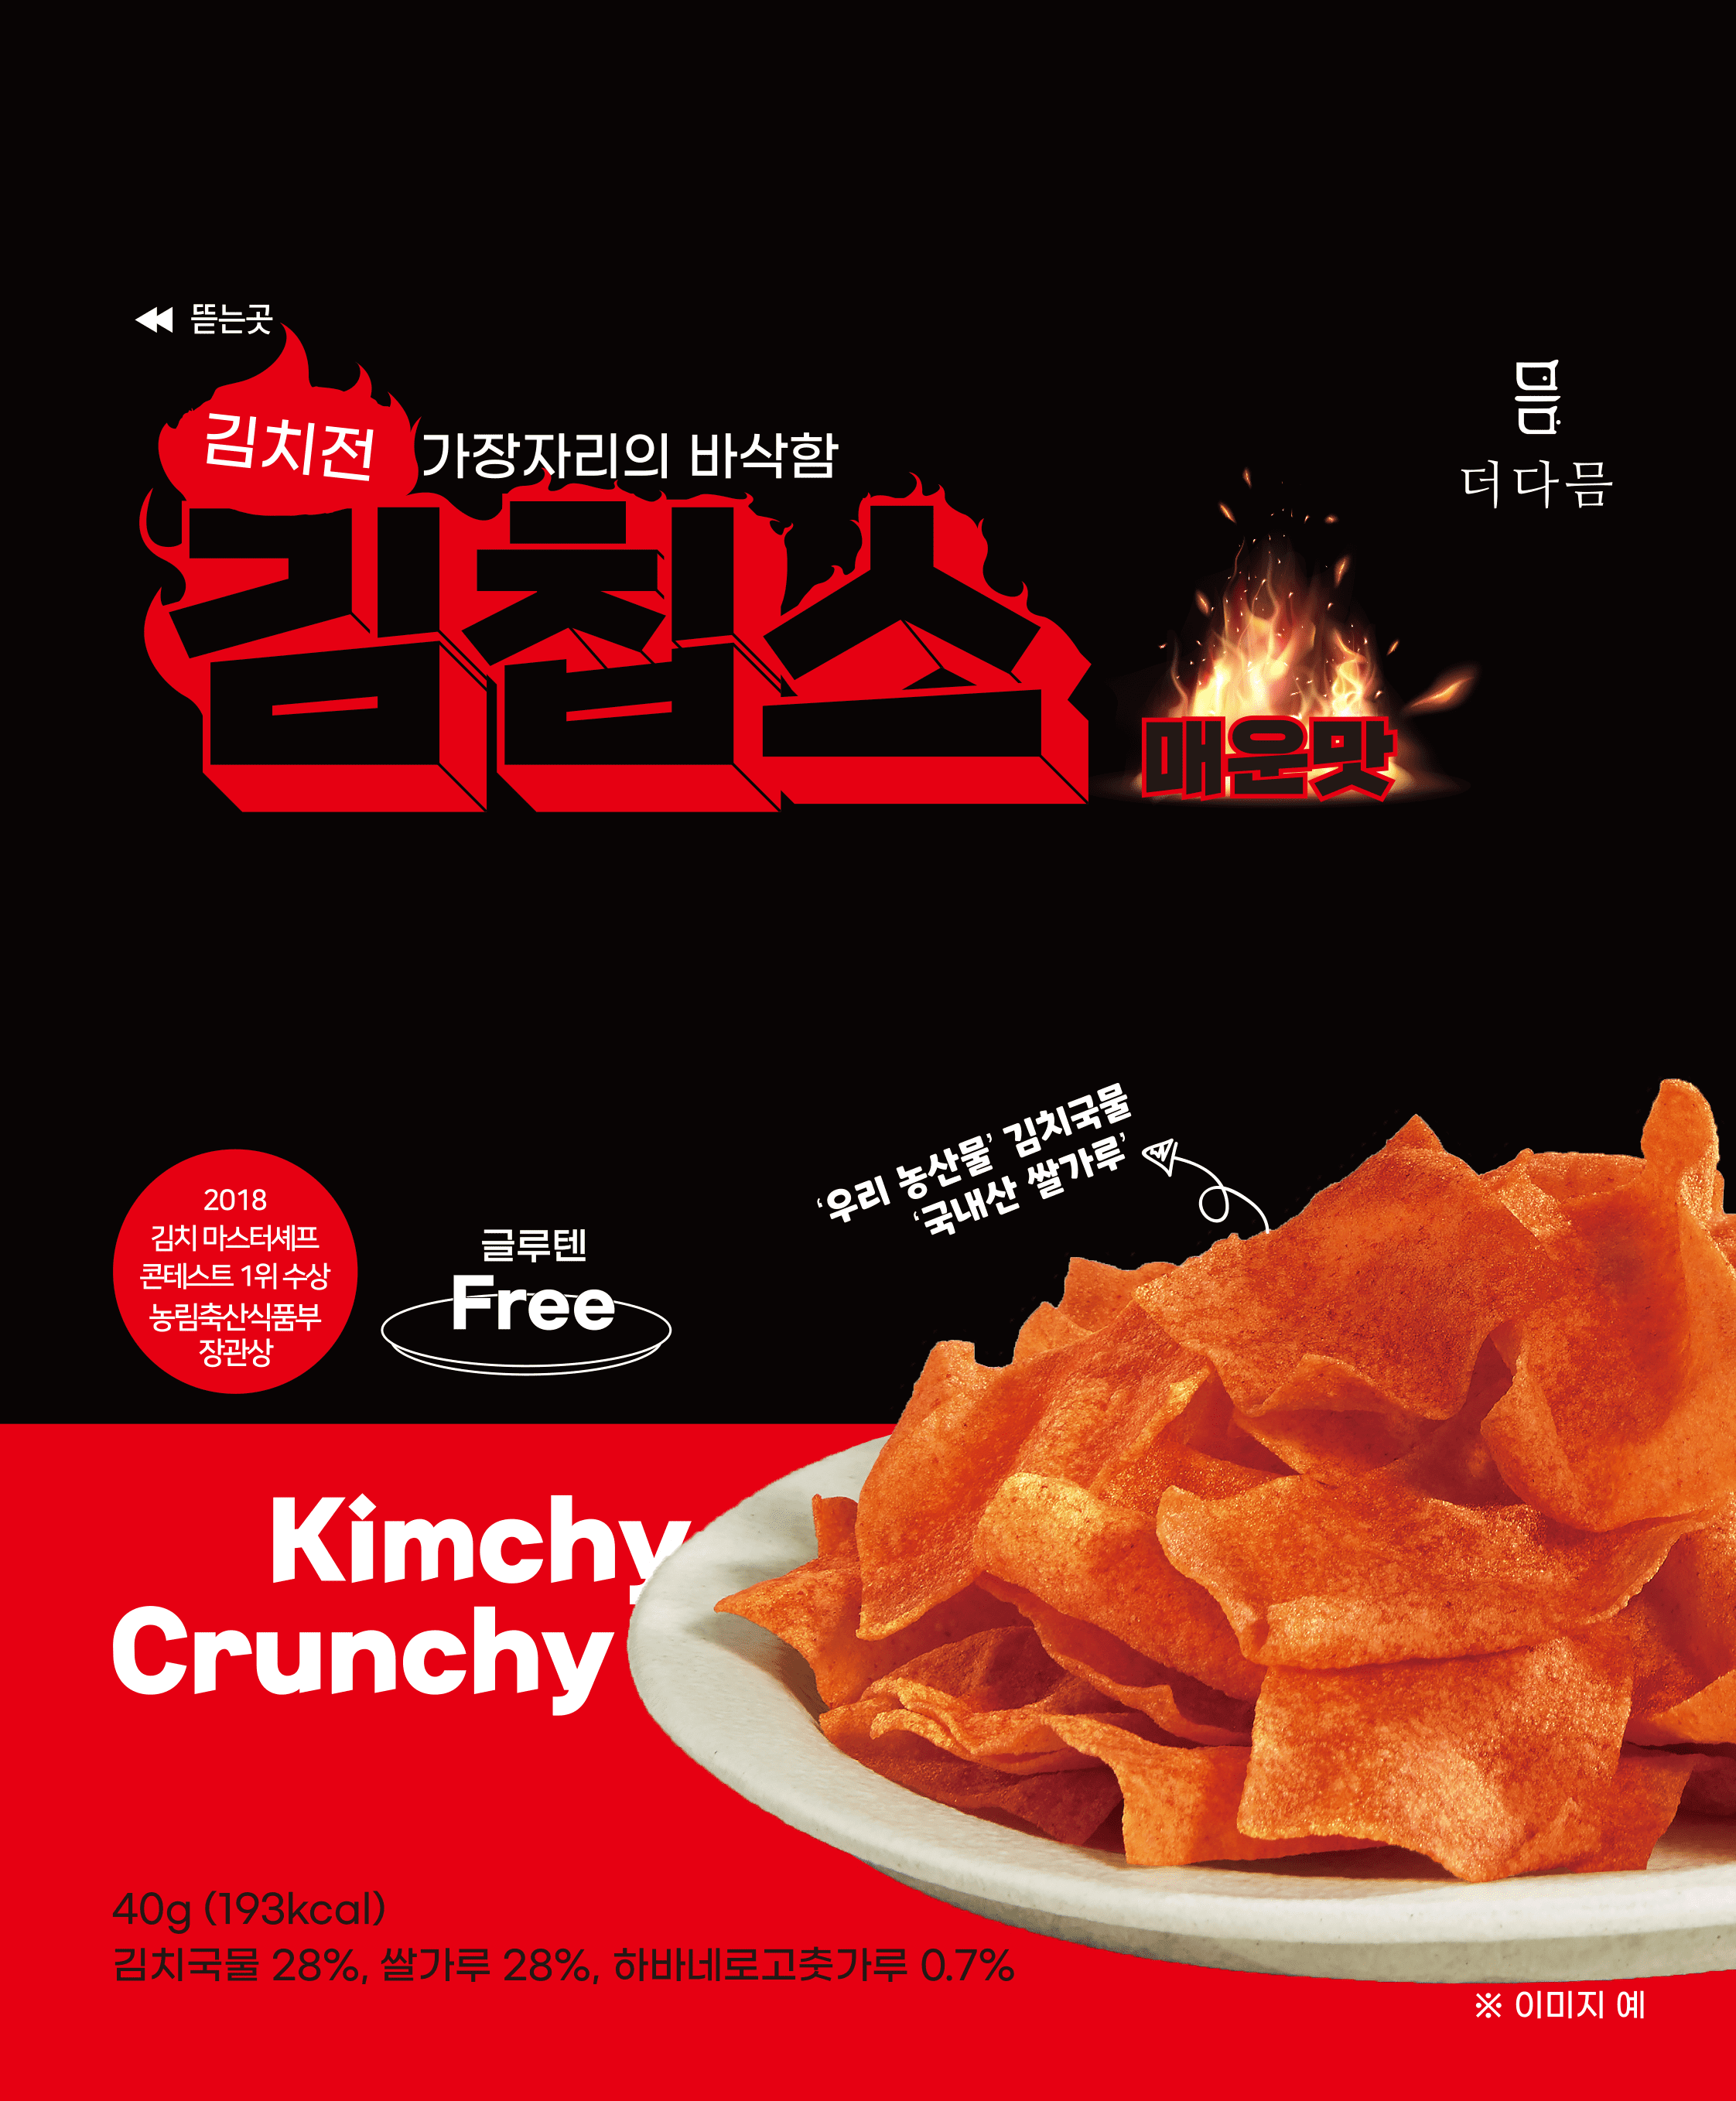 뜯는곳
김치전 가장자리의 바삭함
김칩스
매운맛
더다믐
'우리 농산물' 김치국물
'국내산 쌀가루'
2018
김치 마스터셰프
콘테스트 1위 수상
농림축산식품부
장관상
글루텐
Free
Kimchy
Crunchy
40g (193kcal)
김치국물 28%, 쌀가루 28%, 하바네로고춧가루 0.7%
※ 이미지 예